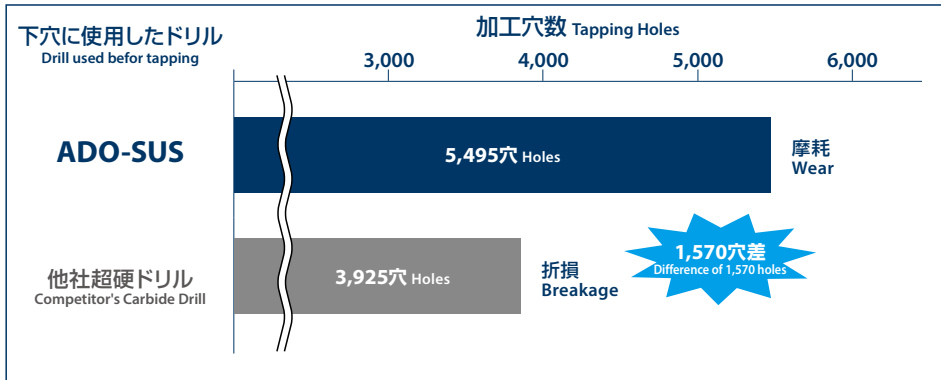 下穴に使用したドリル
Drill used befor tapping
加工穴数 Tapping Holes
3,000
4,000
5,000
6,000
ADO-SUS
5,495穴 Holes
摩耗
Wear
他社超硬ドリル
Competitor's Carbide Drill
3,925穴 Holes
折損
Breakage
1,570穴差
Difference of 1,570 holes